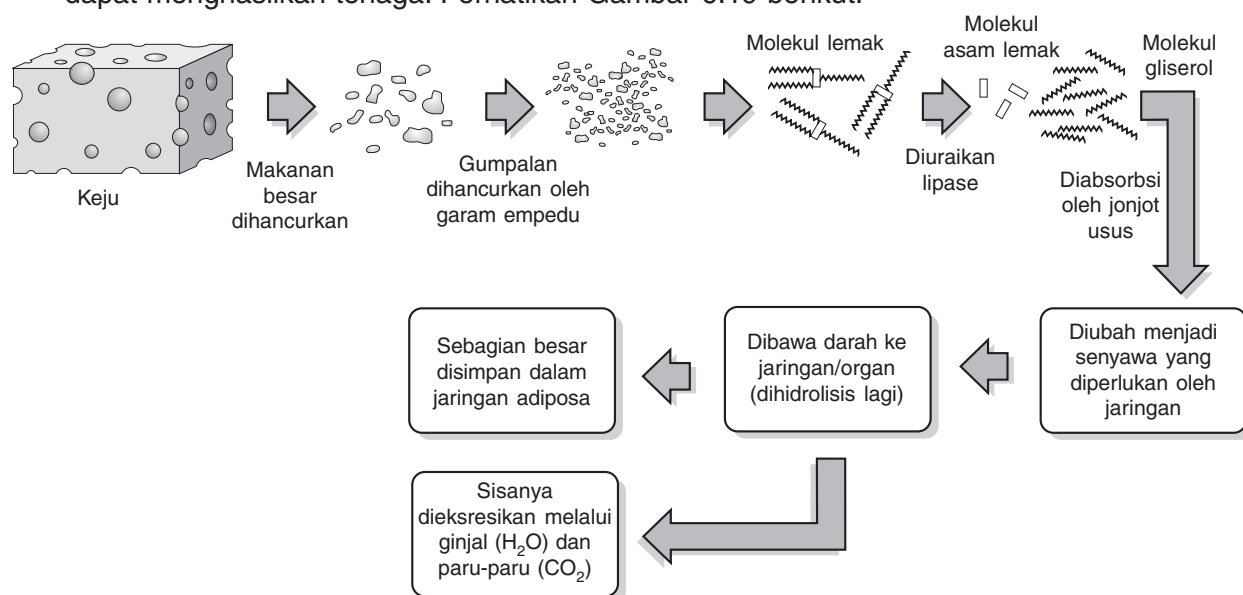 dapat menghasilkan tenaga. Perhatikan Gambar 6.10 berikut.
Keju
Makanan
besar
dihancurkan
Gumpalan
dihancurkan oleh
garam empedu
Molekul lemak
Diuraikan
lipase
Molekul
asam lemak
Molekul
gliserol
Diabsorbsi
oleh jonjot
usus
Diubah menjadi
senyawa yang
diperlukan oleh
jaringan
Dibawa darah ke
jaringan/organ
(dihidrolisis lagi)
Sebagian besar
disimpan dalam
jaringan adiposa
Sisanya
dieksresikan melalui
ginjal (H₂O) dan
paru-paru (CO₂)